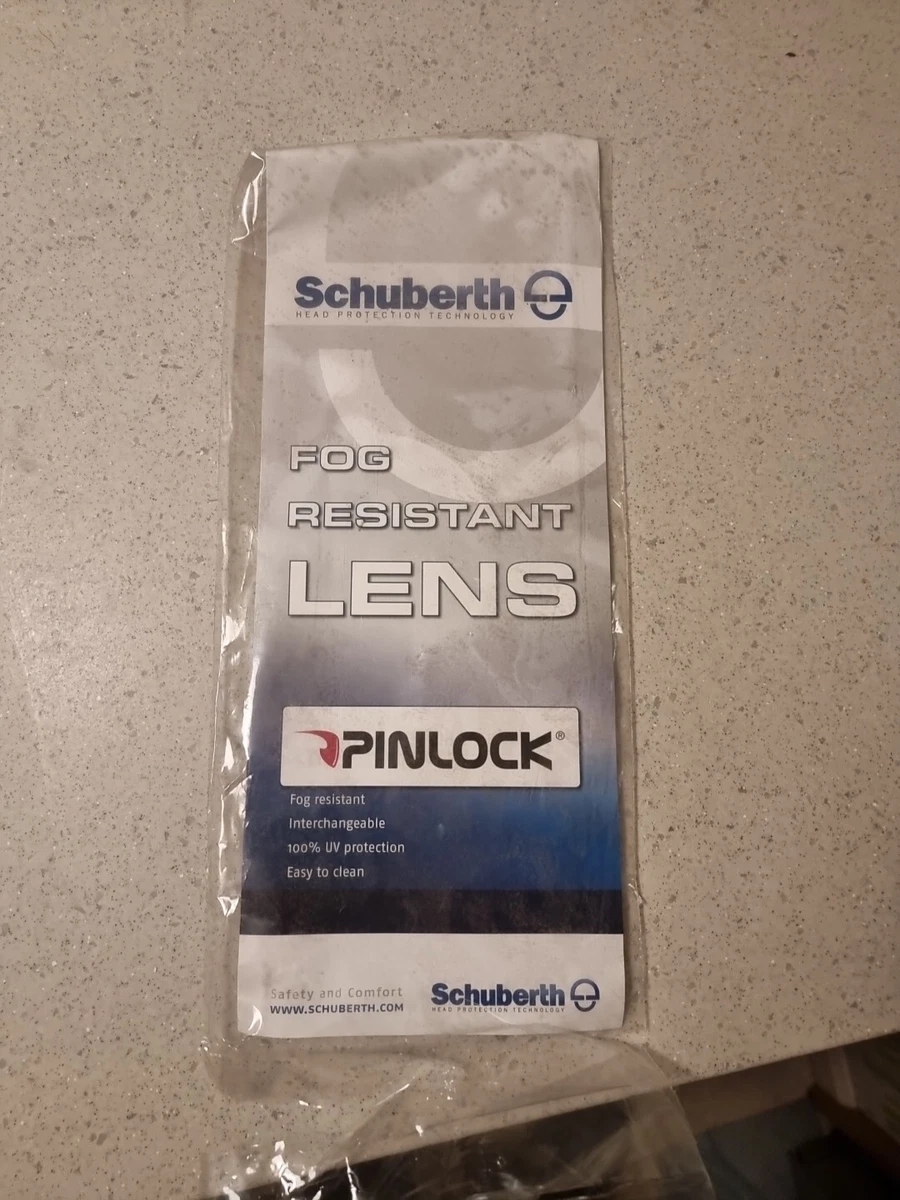 Schuberth
HEAD PROTECTION TECHNOLOGY
FOG
RESISTANT
LENS
PINLOCK®
Fog resistant
Interchangeable
100% UV protection
Easy to clean
Safety and Comfort
WWW.SCHUBERTH.COM
Schuberth
HEAD PROTECTION TECHNOLOGY